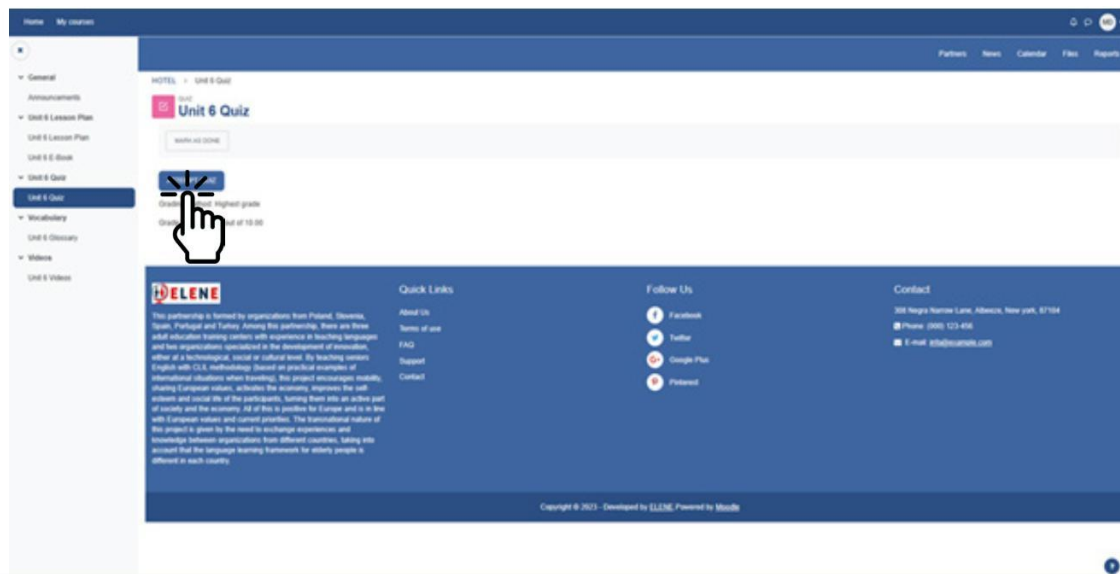 Home My courses
Partners News Calendar Files Reports
General
Announcements
Unit 6 Lesson Plan
Unit 6 Lesson Plan
Unit 6 E-Book
Unit 6 Quiz
Unit 6 Quiz
Vocabulary
Unit 6 Glossary
Videos
Unit 6 Videos
HOTEL > Unit 6 Quiz
QUIZ
Unit 6 Quiz
MARK AS DONE
Highest grade
out of 10.00
ELENE
This partnership is formed by organizations from Poland, Slovenia,
Spain, Portugal and Turkey. Among this partnership, there are three
adult education training centers with experience in teaching languages
and two organizations specialized in the development of innovation,
either at a technological, social or cultural level. By teaching seniors
English with CLIL methodology (based on practical examples of
international situations when traveling), this project encourages mobility,
sharing European values, activates the economy, improves the self-
esteem and social life of the participants, turning them into an active part
of society and the economy. All of this is positive for Europe and is in line
with European values and current priorities. The transnational nature of
this project is given by the need to exchange experiences and
knowledge between organizations from different countries, taking into
account that the language learning framework for elderly people is
different in each country.
Quick Links
About Us
Terms of use
FAQ
Support
Contact
Follow Us
Facebook
Twitter
Google Plus
Pinterest
Contact
308 Negra Narrow Lane, Albeeze, New york, 87104
Phone: (000) 123-456
E-mail: info@example.com
Copyright © 2023 - Developed by ELENE. Powered by Moodle